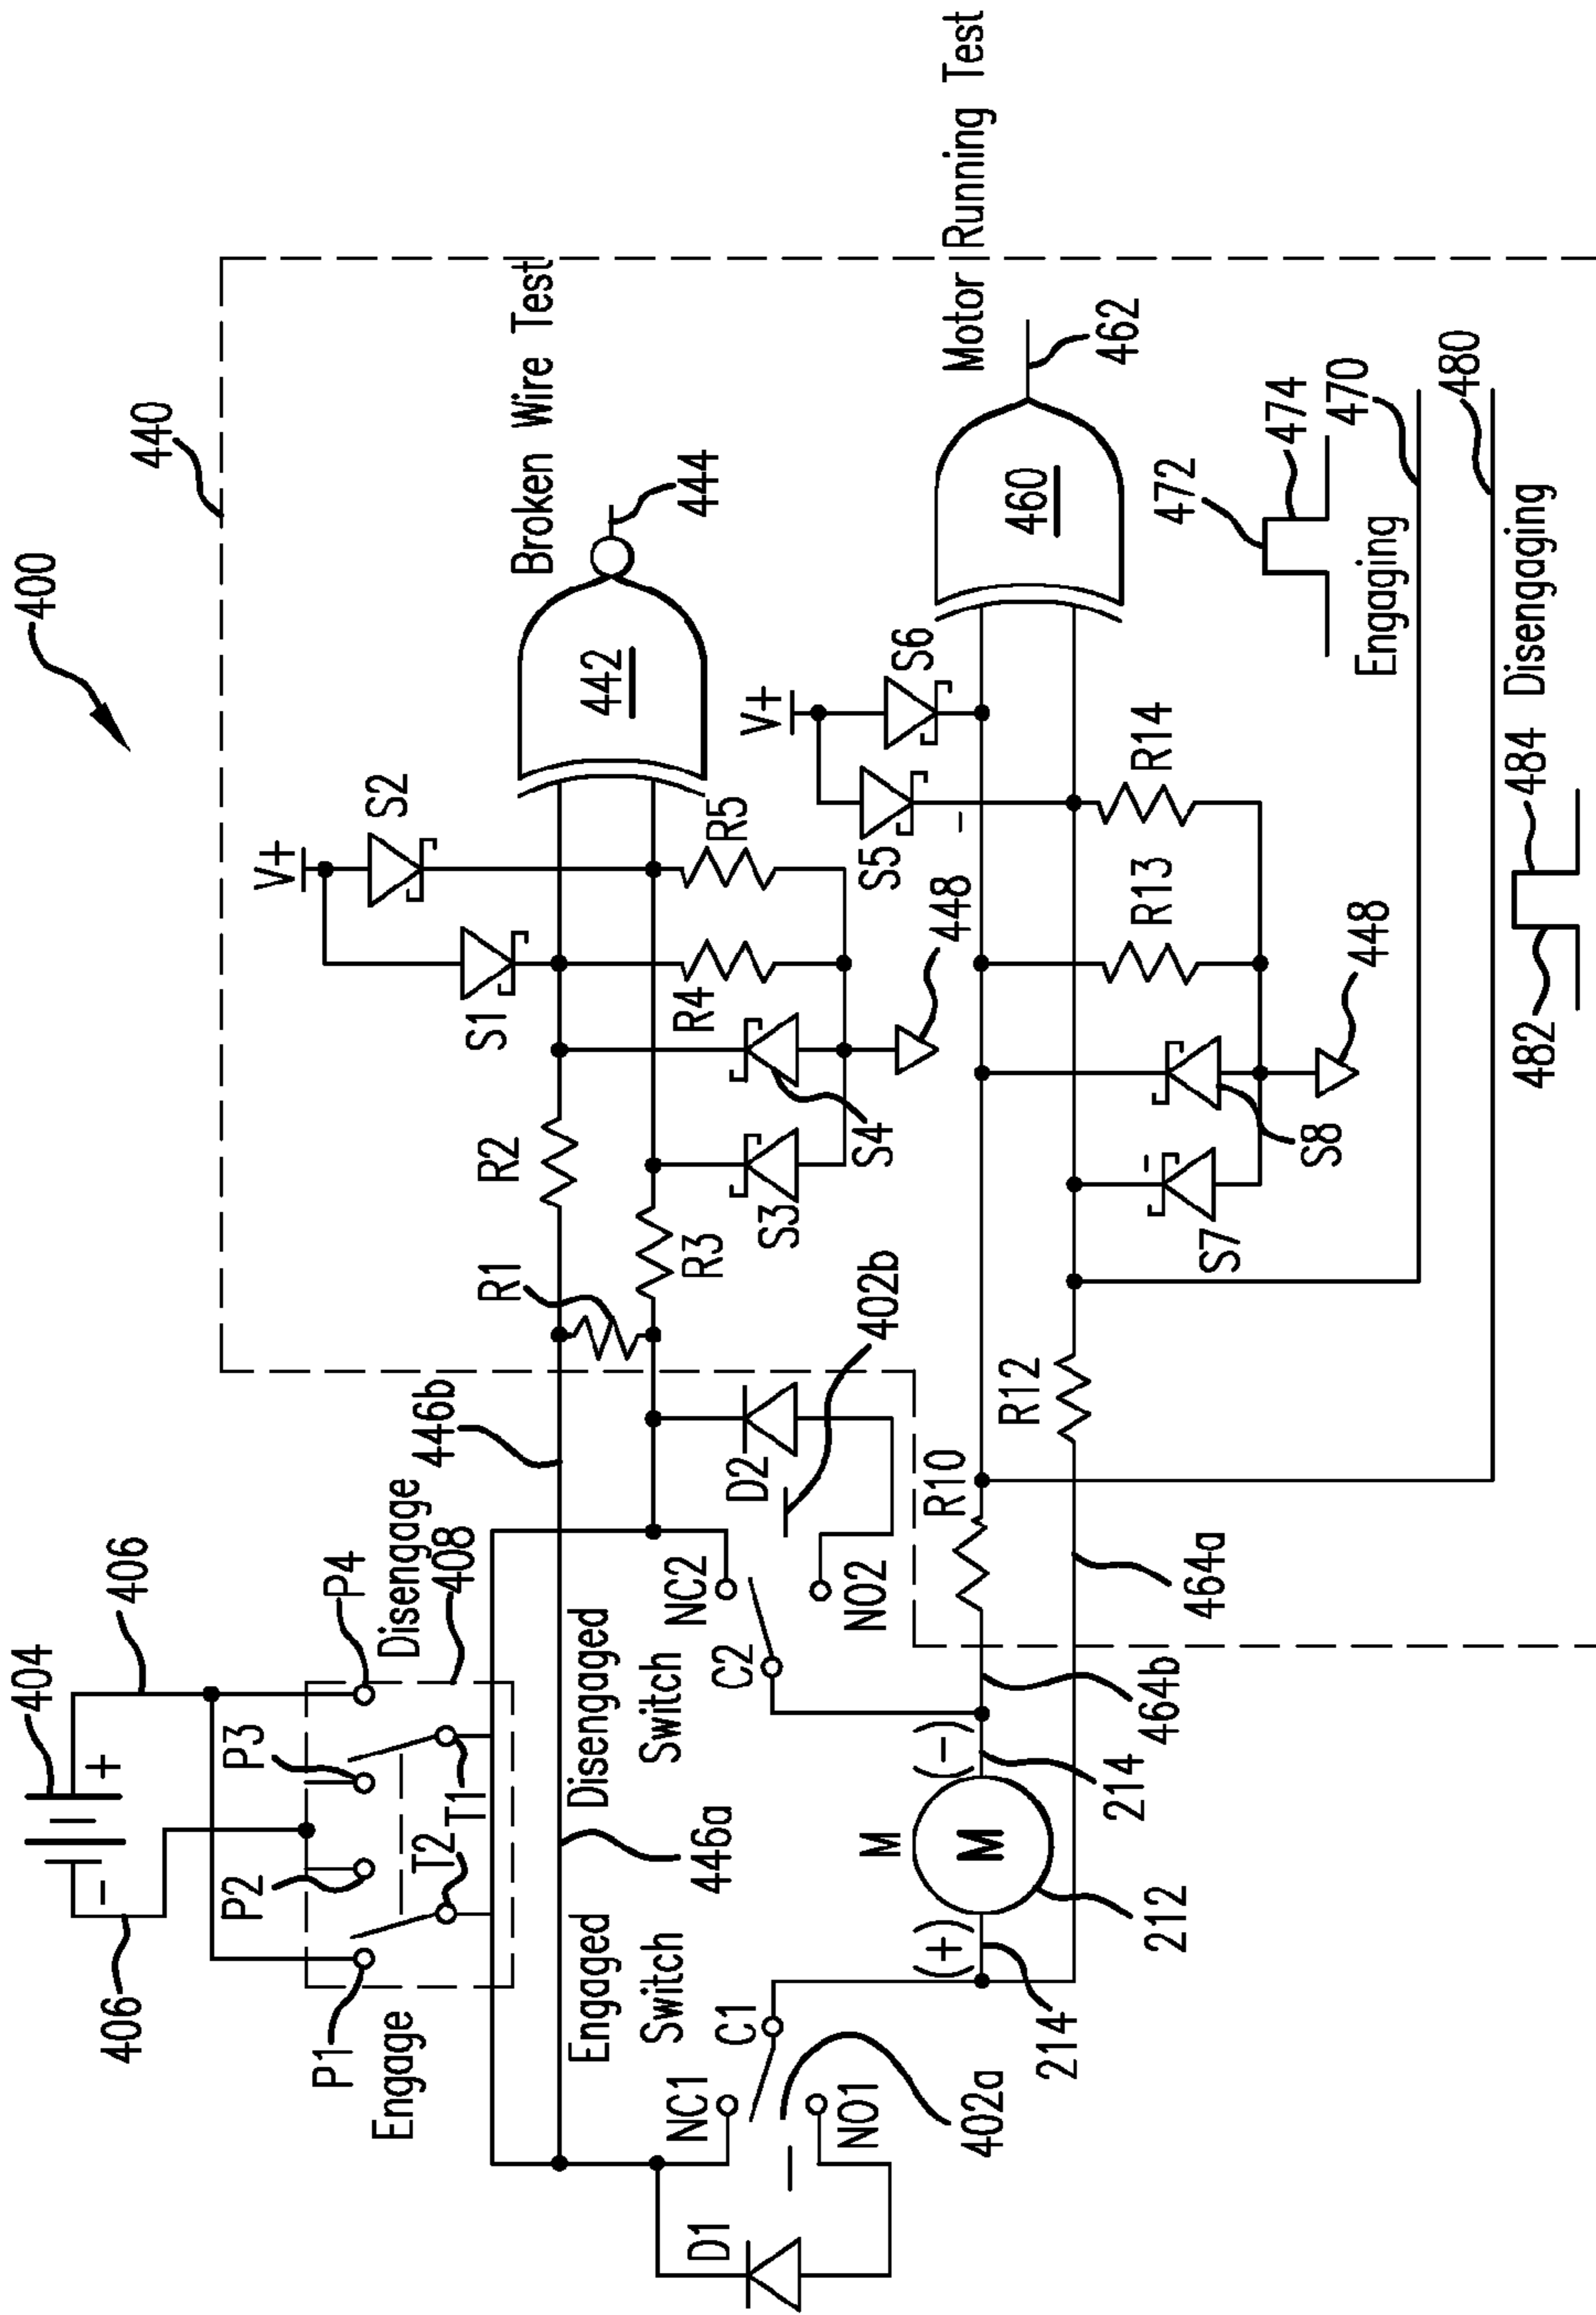 400
404
406
+
-
406
P1
P2
P3
P4
T2
T1
Engage
Disengage
408
440
V+
S2
S1
446b
R2
R1
R3
R4
R5
S3
S4
448
442
444
Broken Wire Test
446a
Engaged
Switch
Disengaged
Switch
NC1
C1
NO1
D1
402a
NC2
C2
NO2
D2
402b
M
M
(+)
(-)
214
212
214
464b
R10
R12
464a
V+
S5
S6
R13
R14
S7
S8
448
460
462
Motor Running Test
472
474
470
Engaging
480
482
484
Disengaging